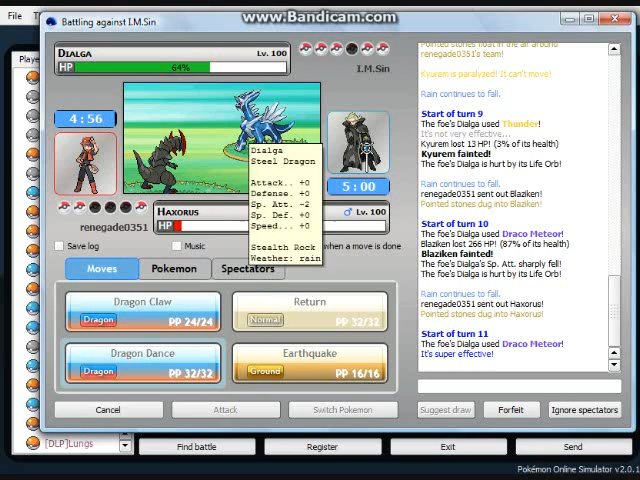 www.Bandicam.com
File
Battling against I.M.Sin
Playe
Dialga
Lv. 100
HP
64%
I.M.Sin
4:56
5:00
Dialga
Steel Dragon
Attack.. +0
Defense. +0
Sp. Att. -2
Sp. Def. +0
Speed... +0
Stealth Rock
Weather: rain
renegade0351
Haxorus
Lv. 100
HP
Save log
Music
when a move is done
Moves
Pokemon
Spectators
Dragon Claw
Dragon
PP 24/24
Return
Normal
PP 32/32
Dragon Dance
Dragon
PP 32/32
Earthquake
Ground
PP 16/16
Cancel
Attack
Switch Pokemon
Pointed stones float in the air around
renegade0351's team!
Kyurem is paralyzed! It can't move!
Rain continues to fall.
Start of turn 9
The foe's Dialga used Thunder!
It's not very effective...
Kyurem lost 13 HP! (3% of its health)
Kyurem fainted!
The foe's Dialga is hurt by its Life Orb!
Rain continues to fall.
renegade0351 sent out Blaziken!
Pointed stones dug into Blaziken!
Start of turn 10
The foe's Dialga used Draco Meteor!
Blaziken lost 266 HP! (87% of its health)
Blaziken fainted!
The foe's Dialga's Sp. Att. sharply fell!
The foe's Dialga is hurt by its Life Orb!
Rain continues to fall.
renegade0351 sent out Haxorus!
Pointed stones dug into Haxorus!
Start of turn 11
The foe's Dialga used Draco Meteor!
It's super effective!
Suggest draw
Forfeit
Ignore spectators
[DLP]Lungs
Find battle
Register
Exit
Send
Pokémon Online Simulator v2.0.1